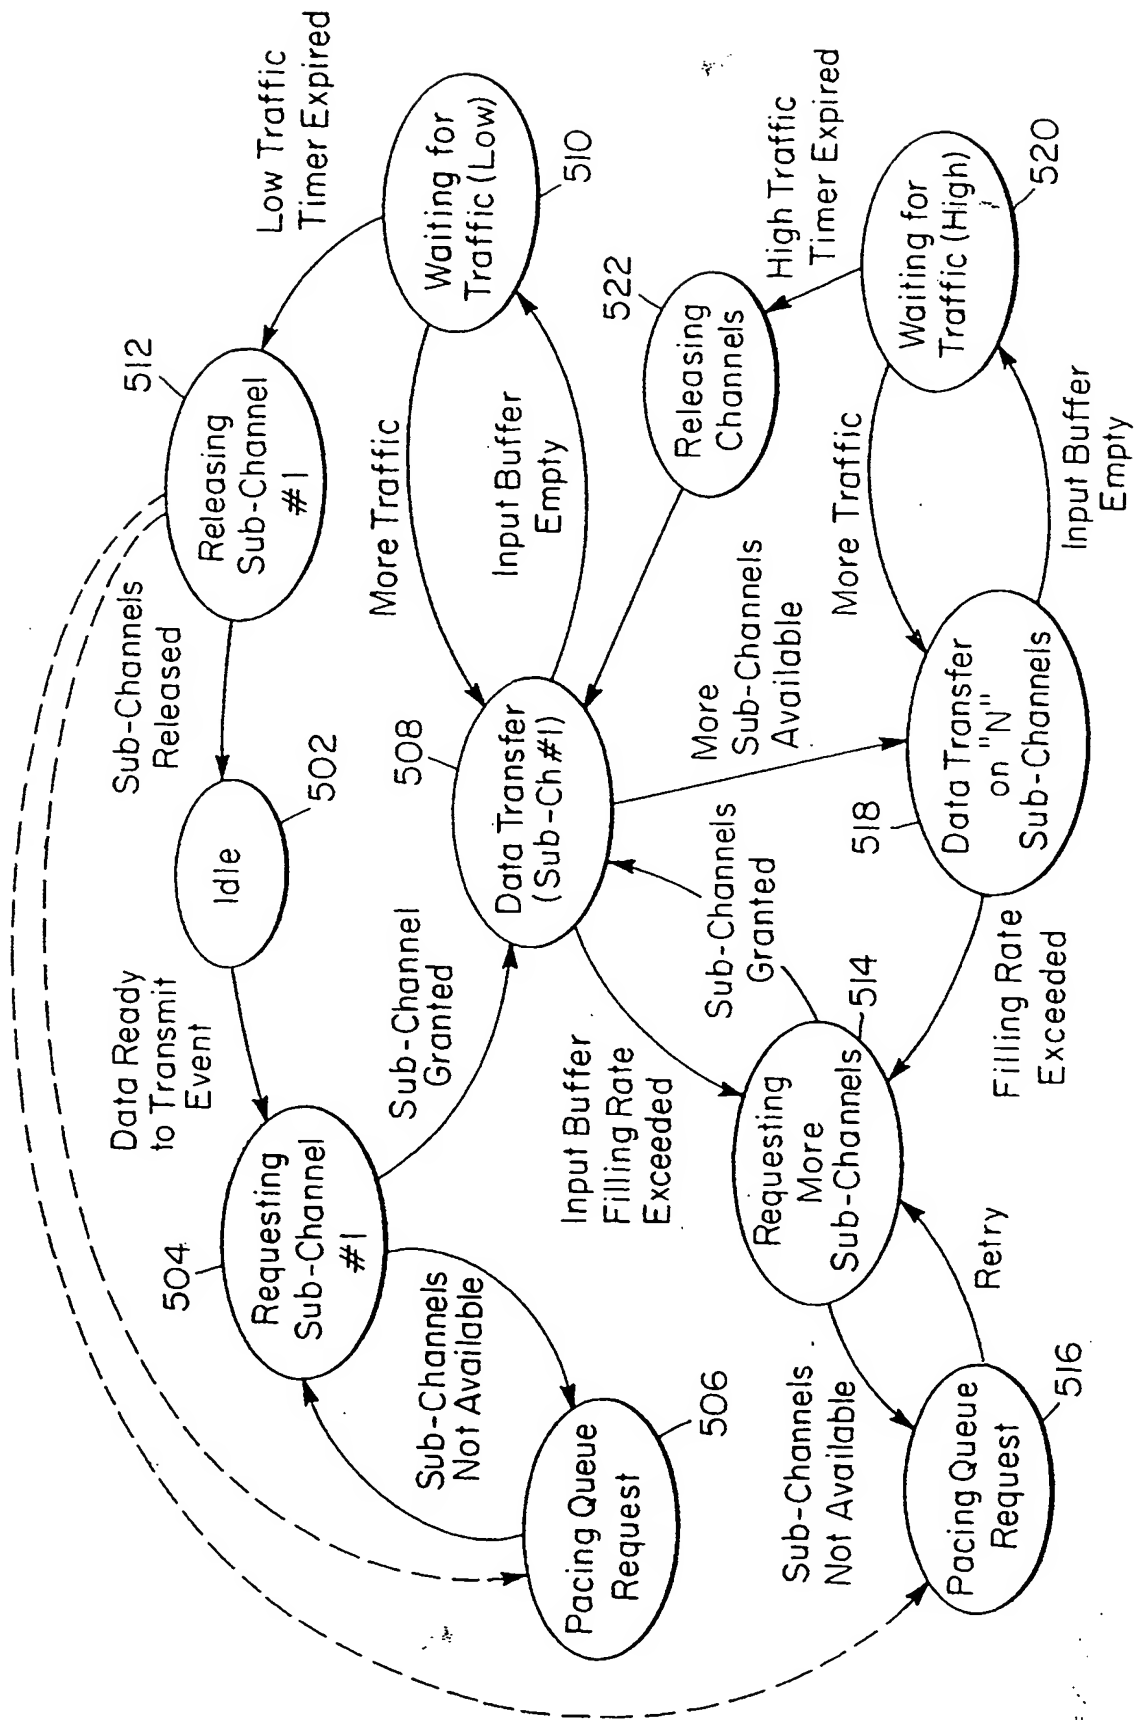 Low Traffic
Timer Expired
512
Releasing
Sub-Channel
#1
Waiting for
Traffic (Low)
510
Sub-Channels
Released
Idle
502
Data Ready
to Transmit
Event
504
Requesting
Sub-Channel
#1
Sub-Channel
Granted
Sub-Channels
Not Available
Pacing Queue
Request
506
More Traffic
Input Buffer
Empty
508
Data Transfer
(Sub-Ch#1)
522
Releasing
Channels
High Traffic
Timer Expired
Waiting for
Traffic (High)
520
More Traffic
Input Buffer
Empty
More
Sub-Channels
Available
518
Data Transfer
on "N"
Sub-Channels
Sub-Channels
Granted
Input Buffer
Filling Rate
Exceeded
514
Requesting
More
Sub-Channels
Filling Rate
Exceeded
Retry
Sub-Channels
Not Available
Pacing Queue
Request
516